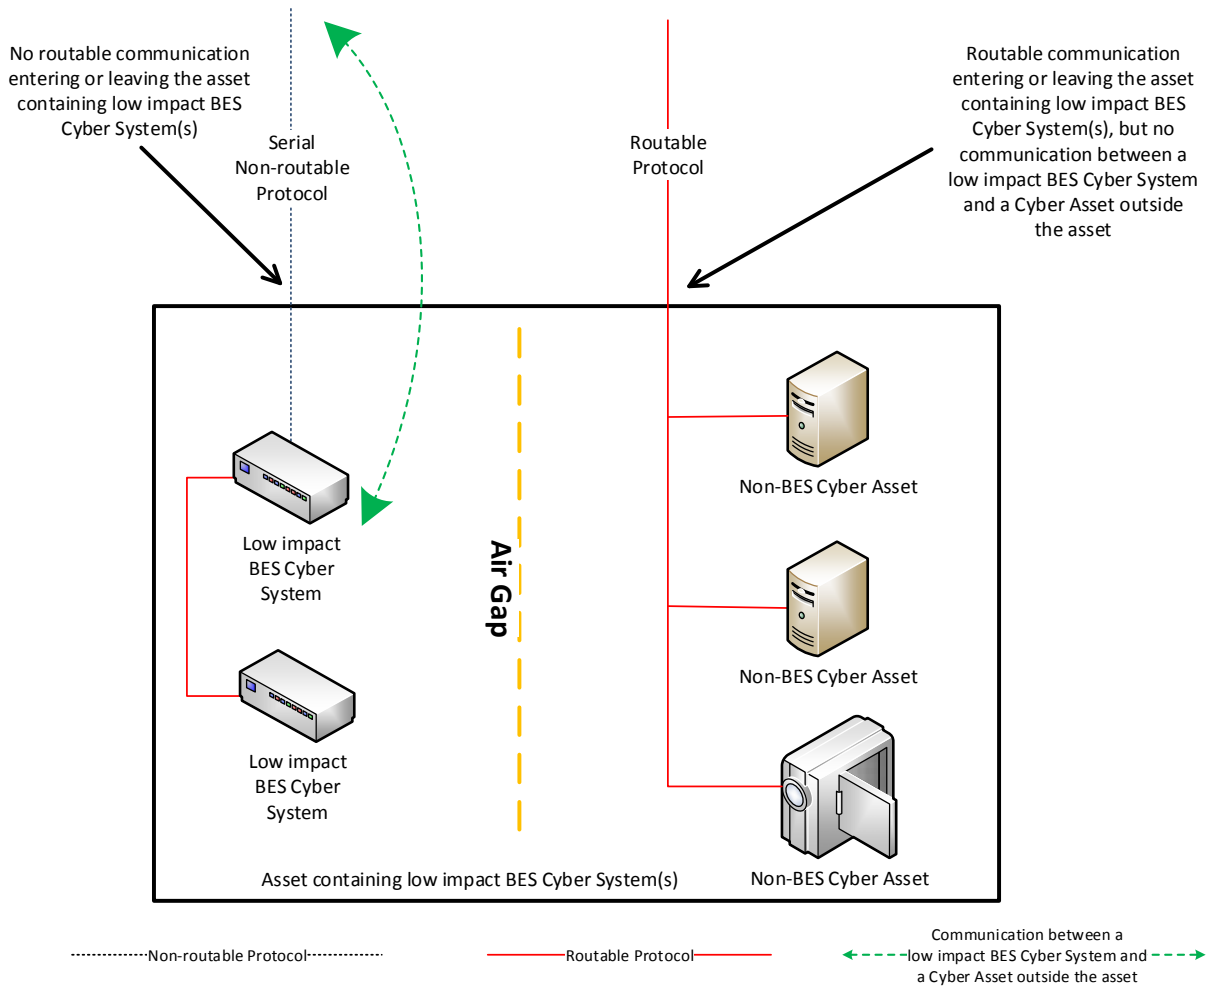 No routable communication
entering or leaving the asset
containing low impact BES
Cyber System(s)
Serial
Non-routable
Protocol
Routable
Protocol
Routable communication
entering or leaving the asset
containing low impact BES
Cyber System(s), but no
communication between a
low impact BES Cyber System
and a Cyber Asset outside
the asset
Low impact
BES Cyber
System
Low impact
BES Cyber
System
Air Gap
Non-BES Cyber Asset
Non-BES Cyber Asset
Non-BES Cyber Asset
Asset containing low impact BES Cyber System(s)
Non-routable Protocol
Routable Protocol
Communication between a
low impact BES Cyber System and
a Cyber Asset outside the asset